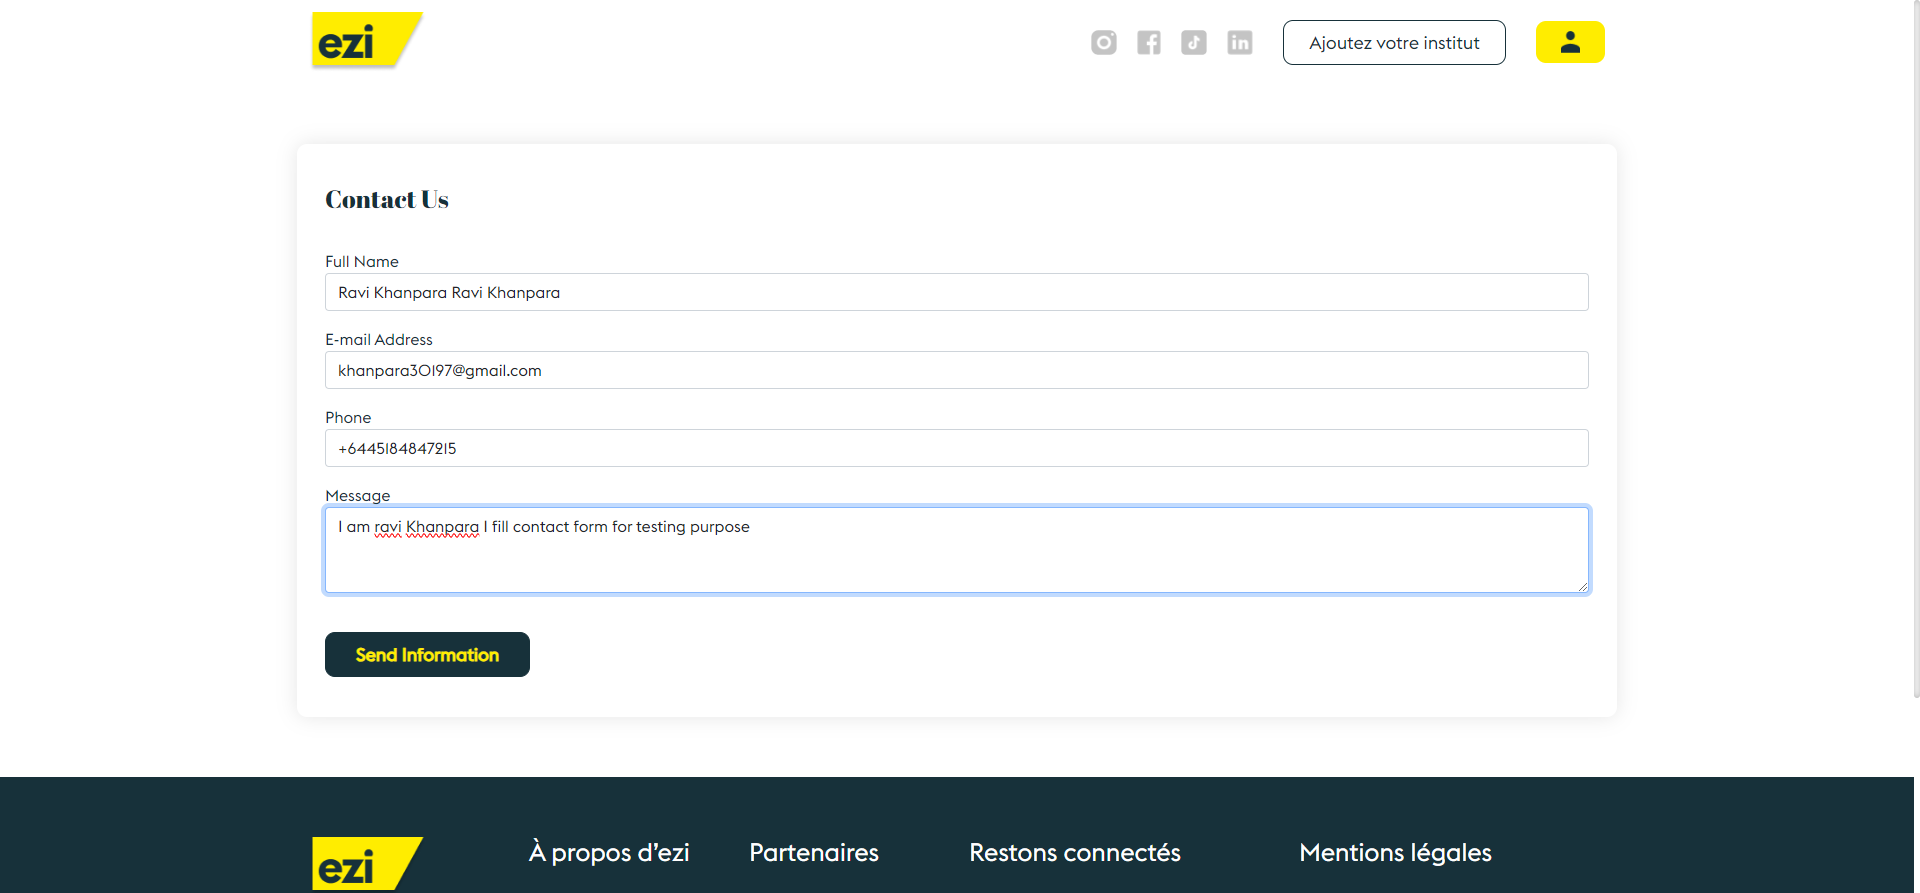 ezi
Ajoutez votre institut
Contact Us
Full Name
Ravi Khanpara Ravi Khanpara
E-mail Address
khanpara30197@gmail.com
Phone
+6445184847215
Message
I am ravi Khanpara I fill contact form for testing purpose
Send Information
ezi
À propos d’ezi
Partenaires
Restons connectés
Mentions légales